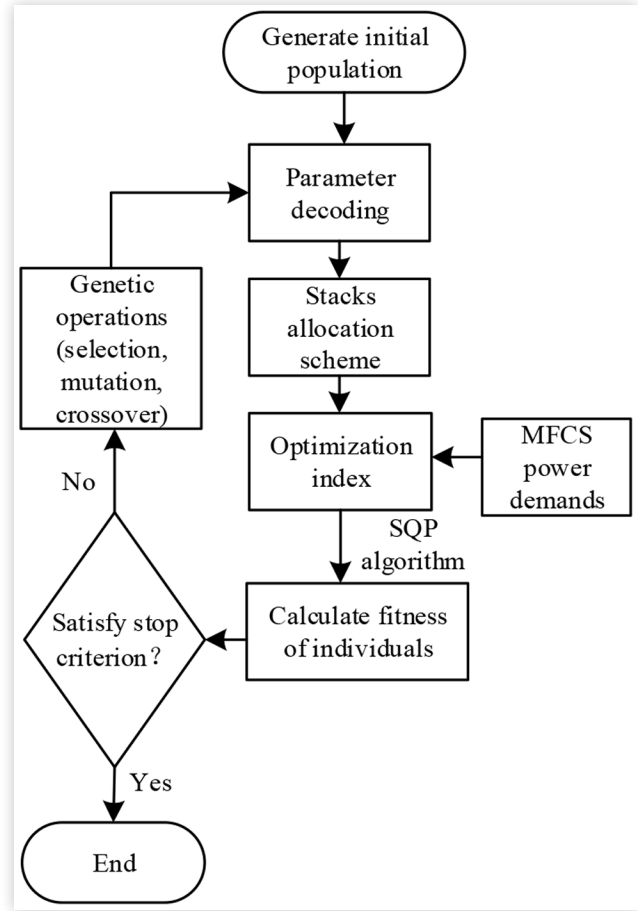 Generate initial
population
Parameter
decoding
Genetic
operations
(selection,
mutation,
crossover)
Stacks
allocation
scheme
Optimization
index
MFCS
power
demands
No
SQP
algorithm
Calculate fitness
of individuals
Satisfy stop
criterion？
Yes
End